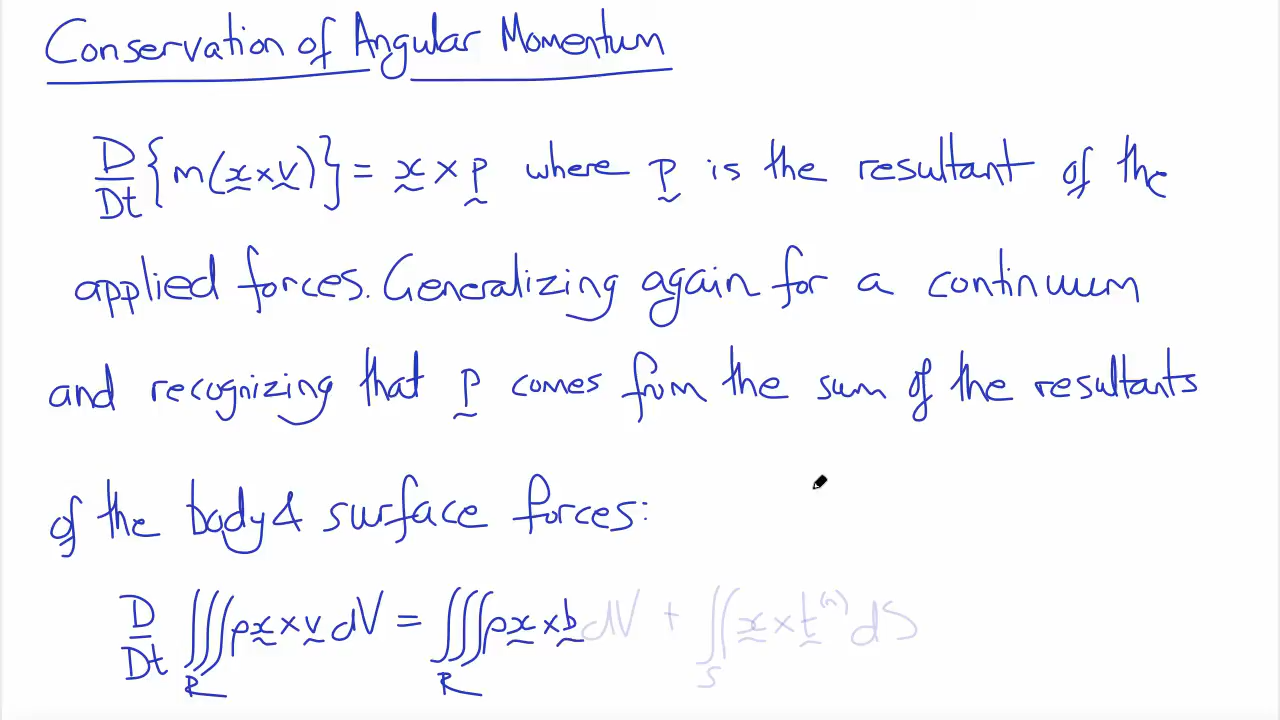 Conservation of Angular Momentum
D/Dt {m(x̰ × v̰)} = x̰ × p̰ where p̰ is the resultant of the
applied forces. Generalizing again for a continuum
and recognizing that p̰ comes from the sum of the resultants
of the body & surface forces:
D/Dt ∭_R ρx̰ × v̰ dV = ∭_R ρx̰ × b̰ dV + ∬_S x̰ × t̰^(n) dS